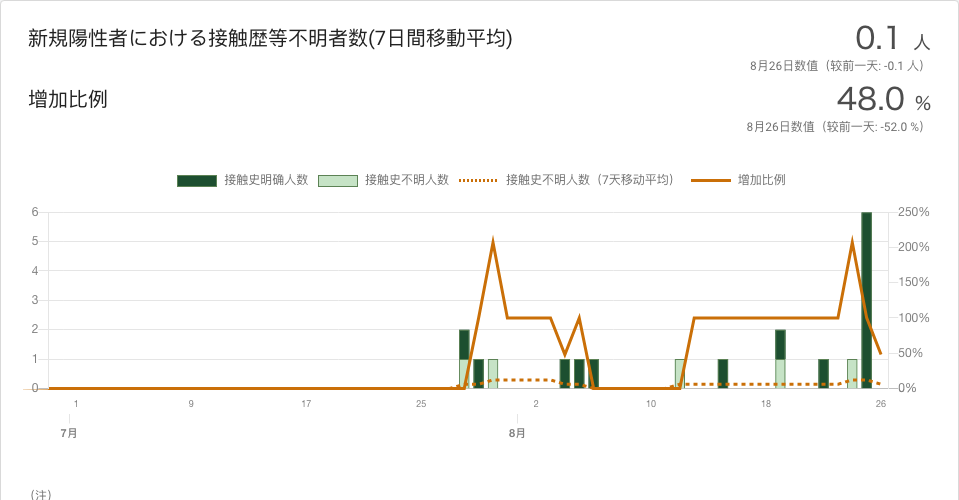 新規陽性者における接触歴等不明者数(7日間移動平均)
0.1 人
8月26日数值（较前一天: -0.1 人）
增加比例
48.0 %
8月26日数值（较前一天: -52.0 %）
接触史明确人数 接触史不明人数 接触史不明人数（7天移动平均） 增加比例
6 250%
5 200%
4 150%
3 100%
2 50%
1 0%
0
1 9 17 25 2 10 18 26
7月 8月
（注）